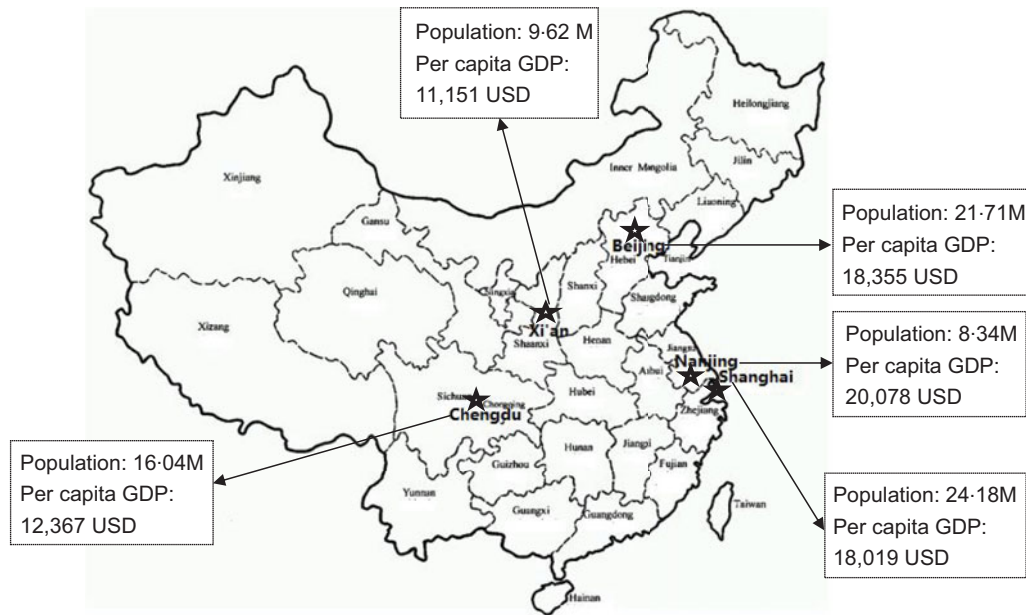 Population: 9·62 M
Per capita GDP:
11,151 USD
Heilongjiang
Jilin
Inner Mongolia
Liaoning
Xinjiang
Gansu
Population: 21·71M
Per capita GDP:
18,355 USD
Beijing
Hebei
Tianjin
Shanxi
Qinghai
Shandong
Xizang
Xi'an
Shaanxi
Henan
Population: 8·34M
Per capita GDP:
20,078 USD
Nanjing
Shanghai
Sichuan
Chongqing
Chengdu
Hubei
Zhejiang
Population: 16·04M
Per capita GDP:
12,367 USD
Hunan
Jiangxi
Guizhou
Fujian
Yunnan
Guangxi
Guangdong
Taiwan
Population: 24·18M
Per capita GDP:
18,019 USD
Hainan